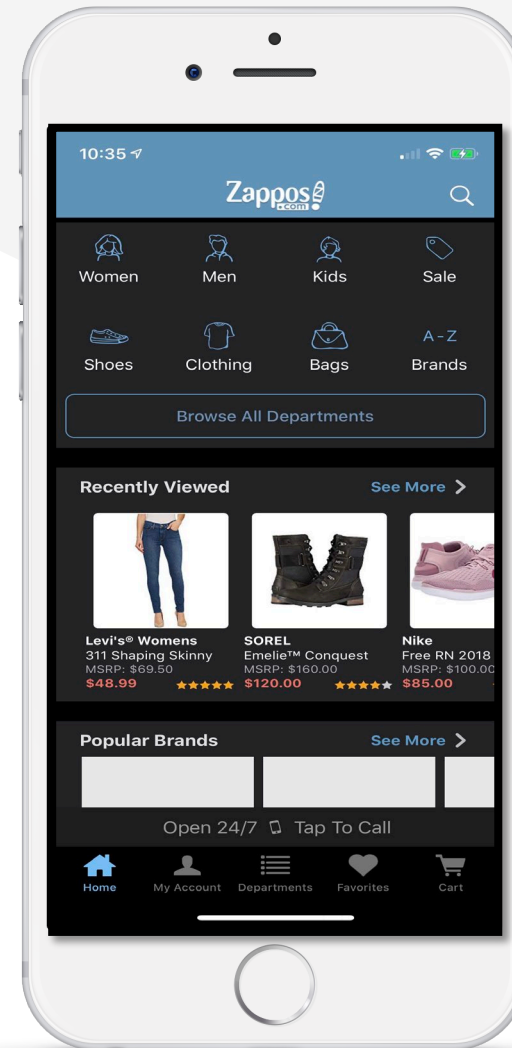 10:35
Zappos
.com
Women Men Kids Sale
A-Z
Shoes Clothing Bags Brands
Browse All Departments
Recently Viewed See More
Levi's® Womens SOREL Nike
311 Shaping Skinny Emelie™ Conquest Free RN 2018
MSRP: $69.50 MSRP: $160.00 MSRP: $100.00
$48.99 $120.00 $85.00
Popular Brands See More
Open 24/7 Tap To Call
Home My Account Departments Favorites Cart